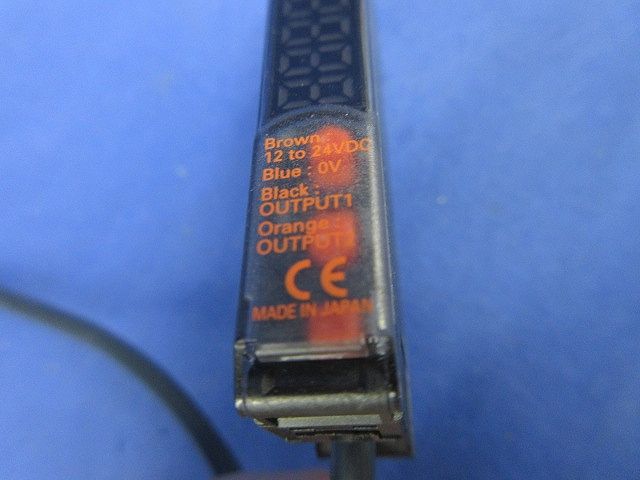 Brown :
12 to 24VDC
Blue : 0V
Black :
OUTPUT1
Orange :
OUTPUT2
CE
MADE IN JAPAN